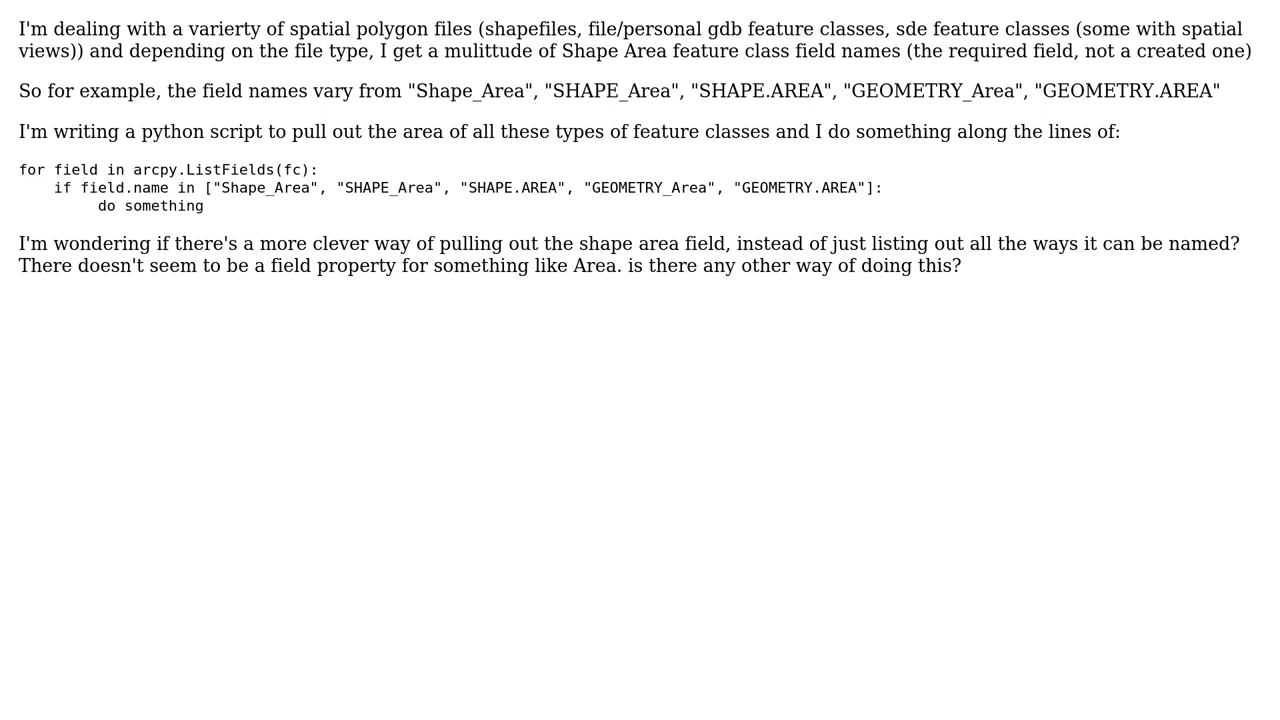 I'm dealing with a varierty of spatial polygon files (shapefiles, file/personal gdb feature classes, sde feature classes (some with spatial
views)) and depending on the file type, I get a mulittude of Shape Area feature class field names (the required field, not a created one)
So for example, the field names vary from "Shape_Area", "SHAPE_Area", "SHAPE.AREA", "GEOMETRY_Area", "GEOMETRY.AREA"
I'm writing a python script to pull out the area of all these types of feature classes and I do something along the lines of:
for field in arcpy.ListFields(fc):
    if field.name in ["Shape_Area", "SHAPE_Area", "SHAPE.AREA", "GEOMETRY_Area", "GEOMETRY.AREA"]:
         do something
I'm wondering if there's a more clever way of pulling out the shape area field, instead of just listing out all the ways it can be named?
There doesn't seem to be a field property for something like Area. is there any other way of doing this?